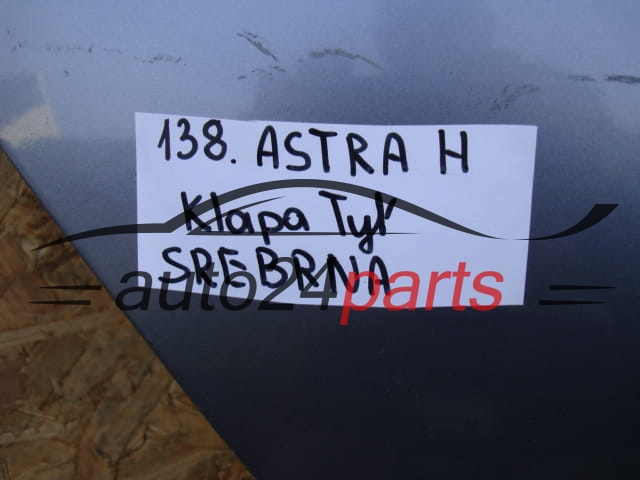 138. ASTRA H
Klapa Tył
SREBRNA
auto24parts